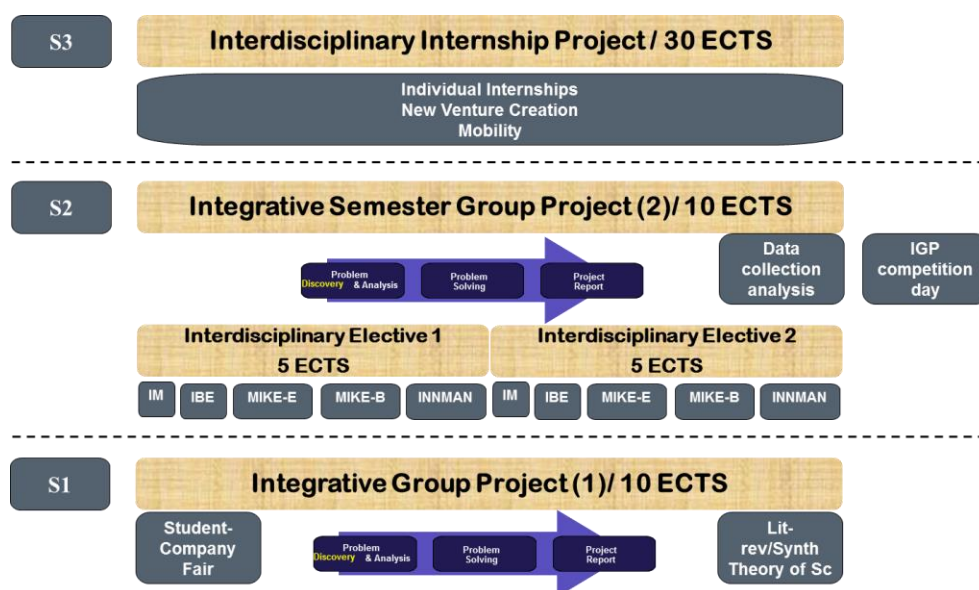 S3
Interdisciplinary Internship Project / 30 ECTS
Individual Internships
New Venture Creation
Mobility
S2
Integrative Semester Group Project (2)/ 10 ECTS
Problem
Discovery & Analysis
Problem
Solving
Project
Report
Data
collection
analysis
IGP
competition
day
Interdisciplinary Elective 1
5 ECTS
Interdisciplinary Elective 2
5 ECTS
IM
IBE
MIKE-E
MIKE-B
INNMAN
IM
IBE
MIKE-E
MIKE-B
INNMAN
S1
Integrative Group Project (1)/ 10 ECTS
Student-
Company
Fair
Problem
Discovery & Analysis
Problem
Solving
Project
Report
Lit-
rev/Synth
Theory of Sc